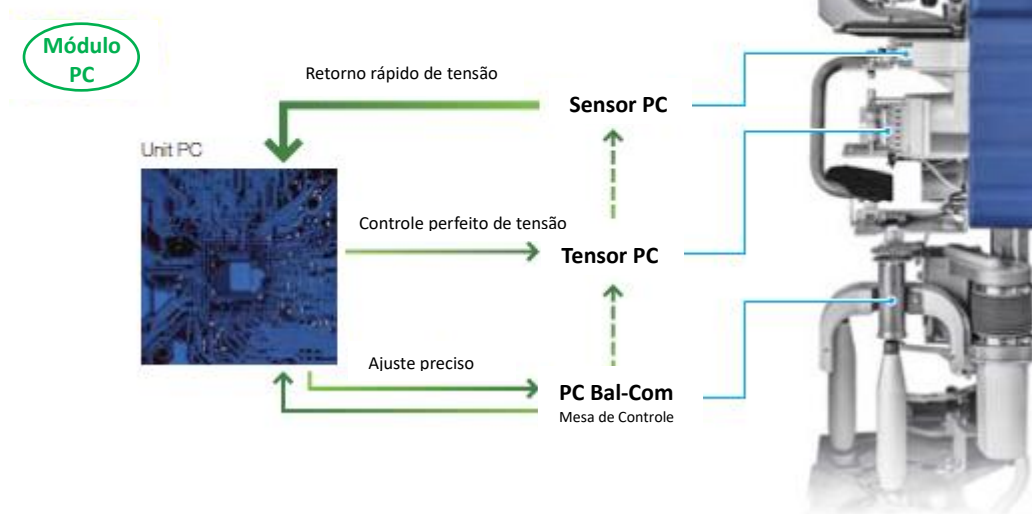 Módulo
PC
Retorno rápido de tensão
Sensor PC
Unit PC
Controle perfeito de tensão
Tensor PC
Ajuste preciso
PC Bal-Com
Mesa de Controle